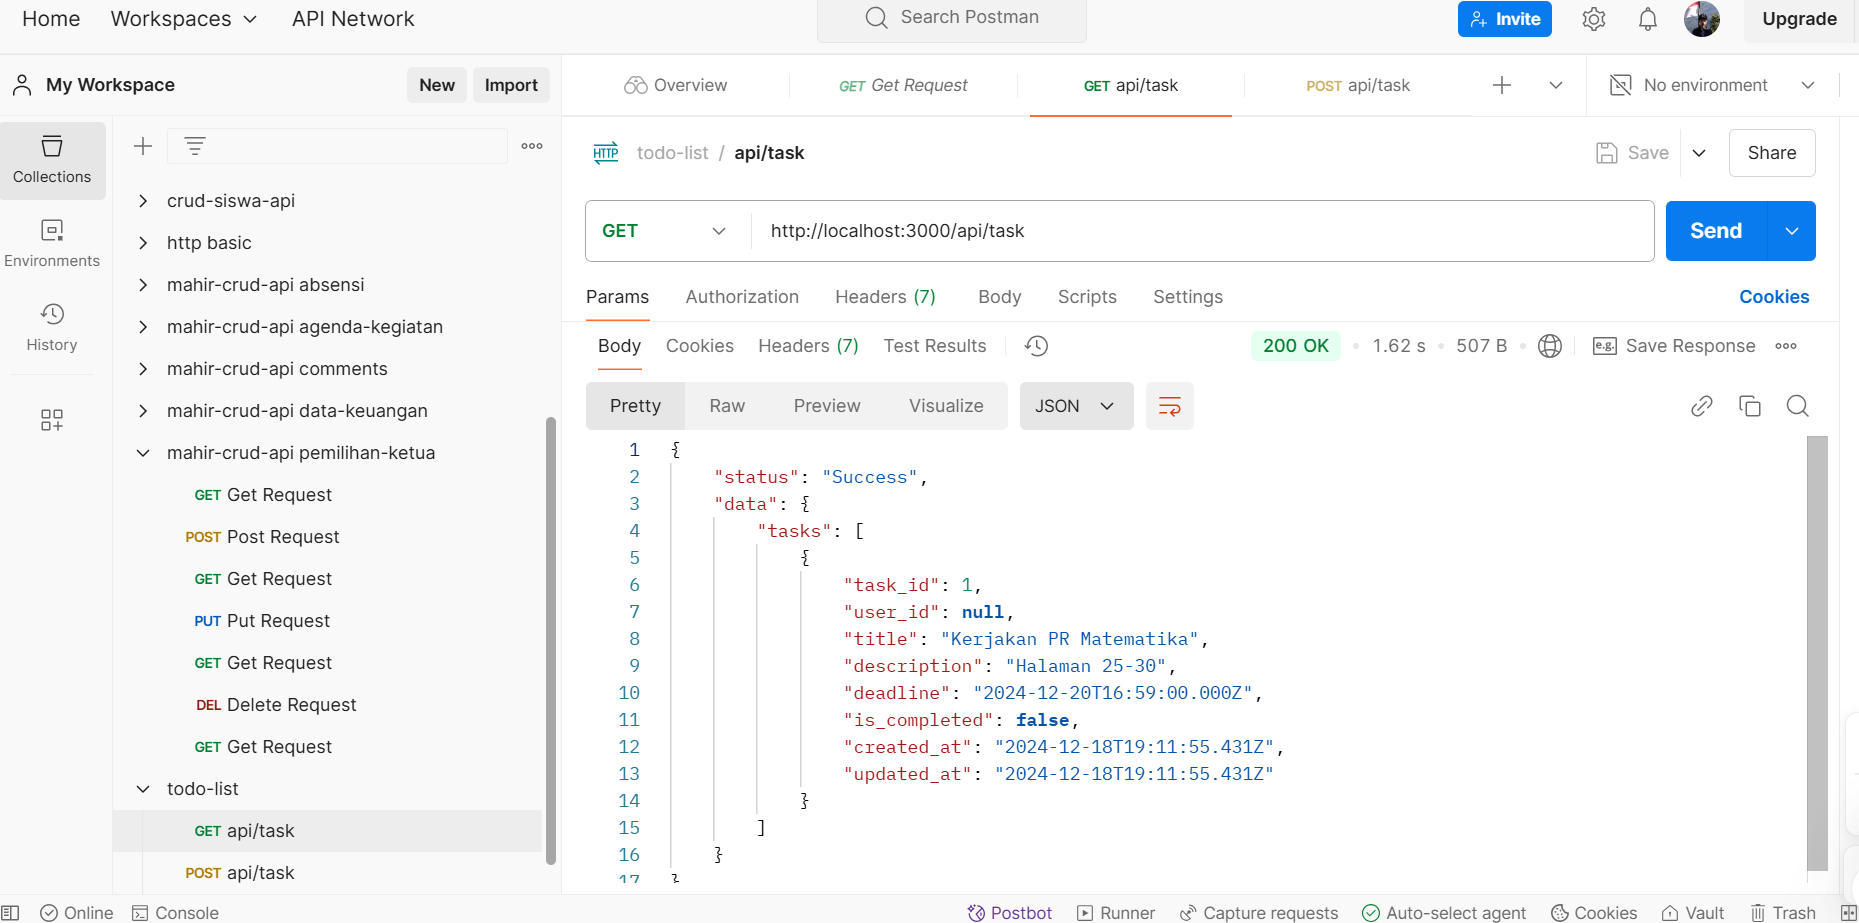 Home Workspaces API Network Search Postman Invite Upgrade
My Workspace New Import
Overview GET Get Request GET api/task POST api/task No environment
Collections
Environments
History
crud-siswa-api
http basic
mahir-crud-api absensi
mahir-crud-api agenda-kegiatan
mahir-crud-api comments
mahir-crud-api data-keuangan
mahir-crud-api pemilihan-ketua
GET Get Request
POST Post Request
GET Get Request
PUT Put Request
GET Get Request
DEL Delete Request
GET Get Request
todo-list
GET api/task
POST api/task
HTTP todo-list / api/task Save Share
GET http://localhost:3000/api/task Send
Params Authorization Headers (7) Body Scripts Settings Cookies
Body Cookies Headers (7) Test Results 200 OK 1.62 s 507 B e.g. Save Response
Pretty Raw Preview Visualize JSON
1 {
2 "status": "Success",
3 "data": {
4 "tasks": [
5 {
6 "task_id": 1,
7 "user_id": null,
8 "title": "Kerjakan PR Matematika",
9 "description": "Halaman 25-30",
10 "deadline": "2024-12-20T16:59:00.000Z",
11 "is_completed": false,
12 "created_at": "2024-12-18T19:11:55.431Z",
13 "updated_at": "2024-12-18T19:11:55.431Z"
14 }
15 ]
16 }
17 }
Online Console Postbot Runner Capture requests Auto-select agent Cookies Vault Trash